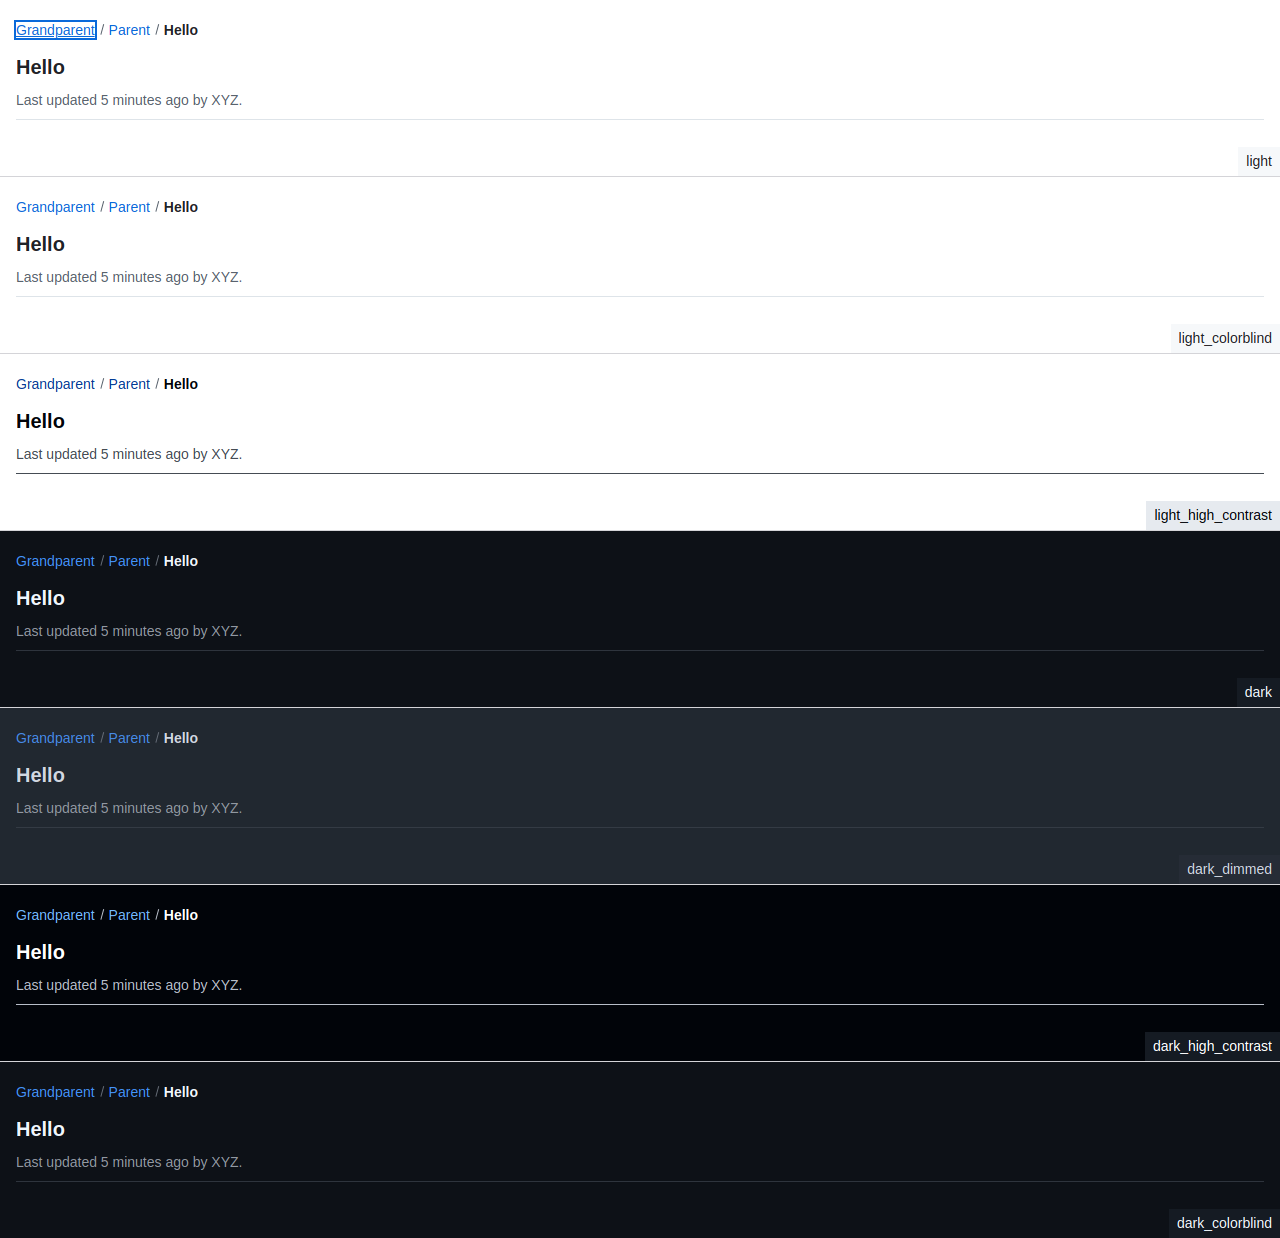 Grandparent / Parent / Hello
Hello
Last updated 5 minutes ago by XYZ.
light
Grandparent / Parent / Hello
Hello
Last updated 5 minutes ago by XYZ.
light_colorblind
Grandparent / Parent / Hello
Hello
Last updated 5 minutes ago by XYZ.
light_high_contrast
Grandparent / Parent / Hello
Hello
Last updated 5 minutes ago by XYZ.
dark
Grandparent / Parent / Hello
Hello
Last updated 5 minutes ago by XYZ.
dark_dimmed
Grandparent / Parent / Hello
Hello
Last updated 5 minutes ago by XYZ.
dark_high_contrast
Grandparent / Parent / Hello
Hello
Last updated 5 minutes ago by XYZ.
dark_colorblind